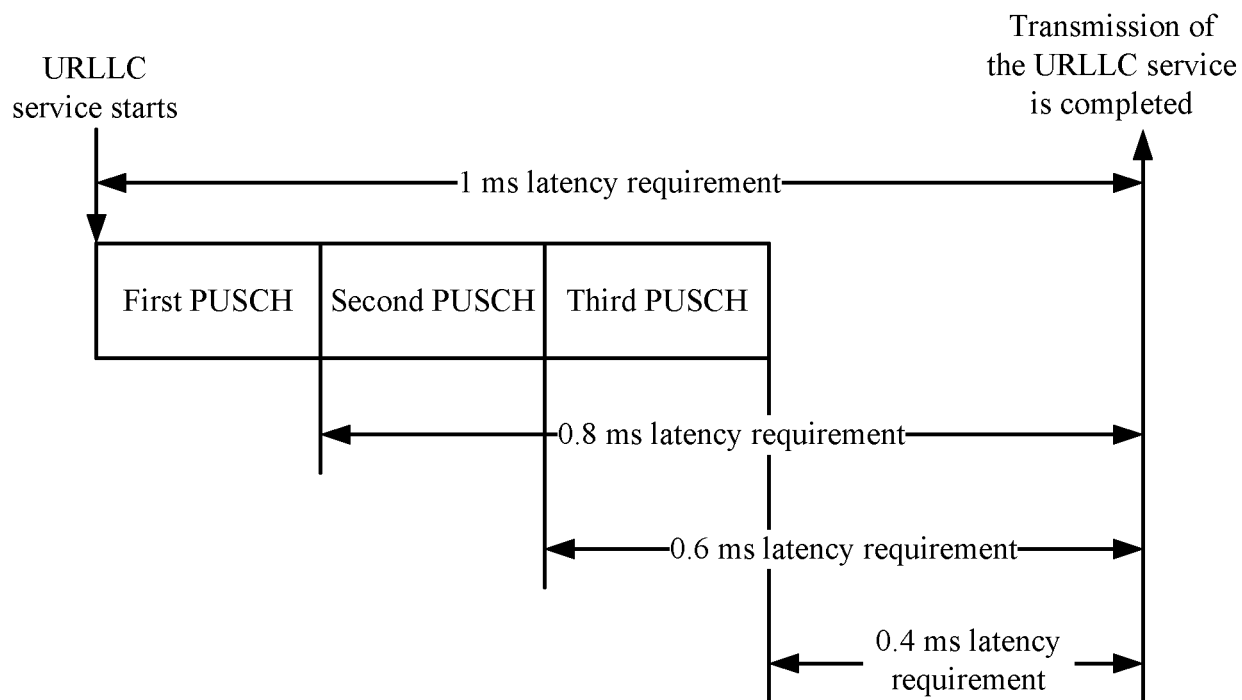 URLLC
service starts
Transmission of
the URLLC service
is completed
1 ms latency requirement
First PUSCH
Second PUSCH
Third PUSCH
0.8 ms latency requirement
0.6 ms latency requirement
0.4 ms latency
requirement